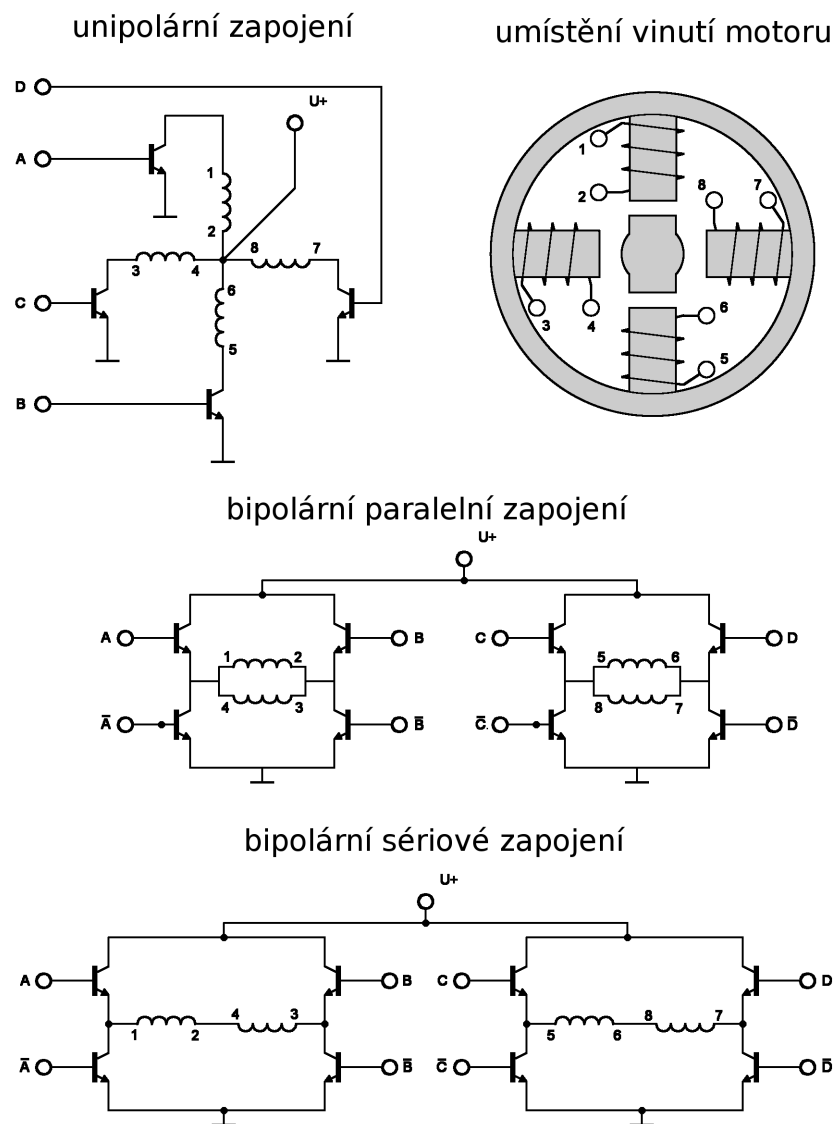 unipolární zapojení
umístění vinutí motoru
D
U+
A
1
2
3
4
8
7
C
6
5
B
1
2
8
7
3
4
6
5
bipolární paralelní zapojení
U+
A
B
C
D
1
2
4
3
5
6
8
7
A̅
B̅
C̅.
D̅
bipolární sériové zapojení
U+
A
B
C
D
1
2
4
3
5
6
8
7
A̅
B̅
C̅
D̅